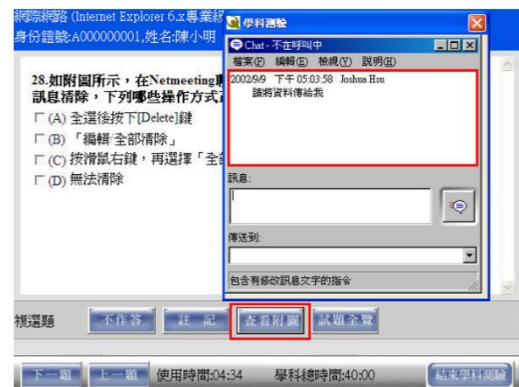 網際網路 (Internet Explorer 6.x專業級
身份證號:A000000001,姓名:陳小明
28.如附圖所示，在Netmeeting
訊息清除，下列哪些操作方式
(A) 全選後按下[Delete]鍵
(B) 「編輯/全部清除」
(C) 按滑鼠右鍵，再選擇「全
(D) 無法清除
學科測驗
Chat - 不在呼叫中
檔案(F) 編輯(E) 檢視(V) 說明(H)
2002/9/9 下午 05:03:58 Joshua Hsu
請將資料傳給我
訊息:
傳送到:
包含有修改訊息文字的指令
複選題 不作答 註 記 查看附圖 試題全覽
下一題 上一題 使用時間:04:34 學科總時間:40:00 結束學科測驗